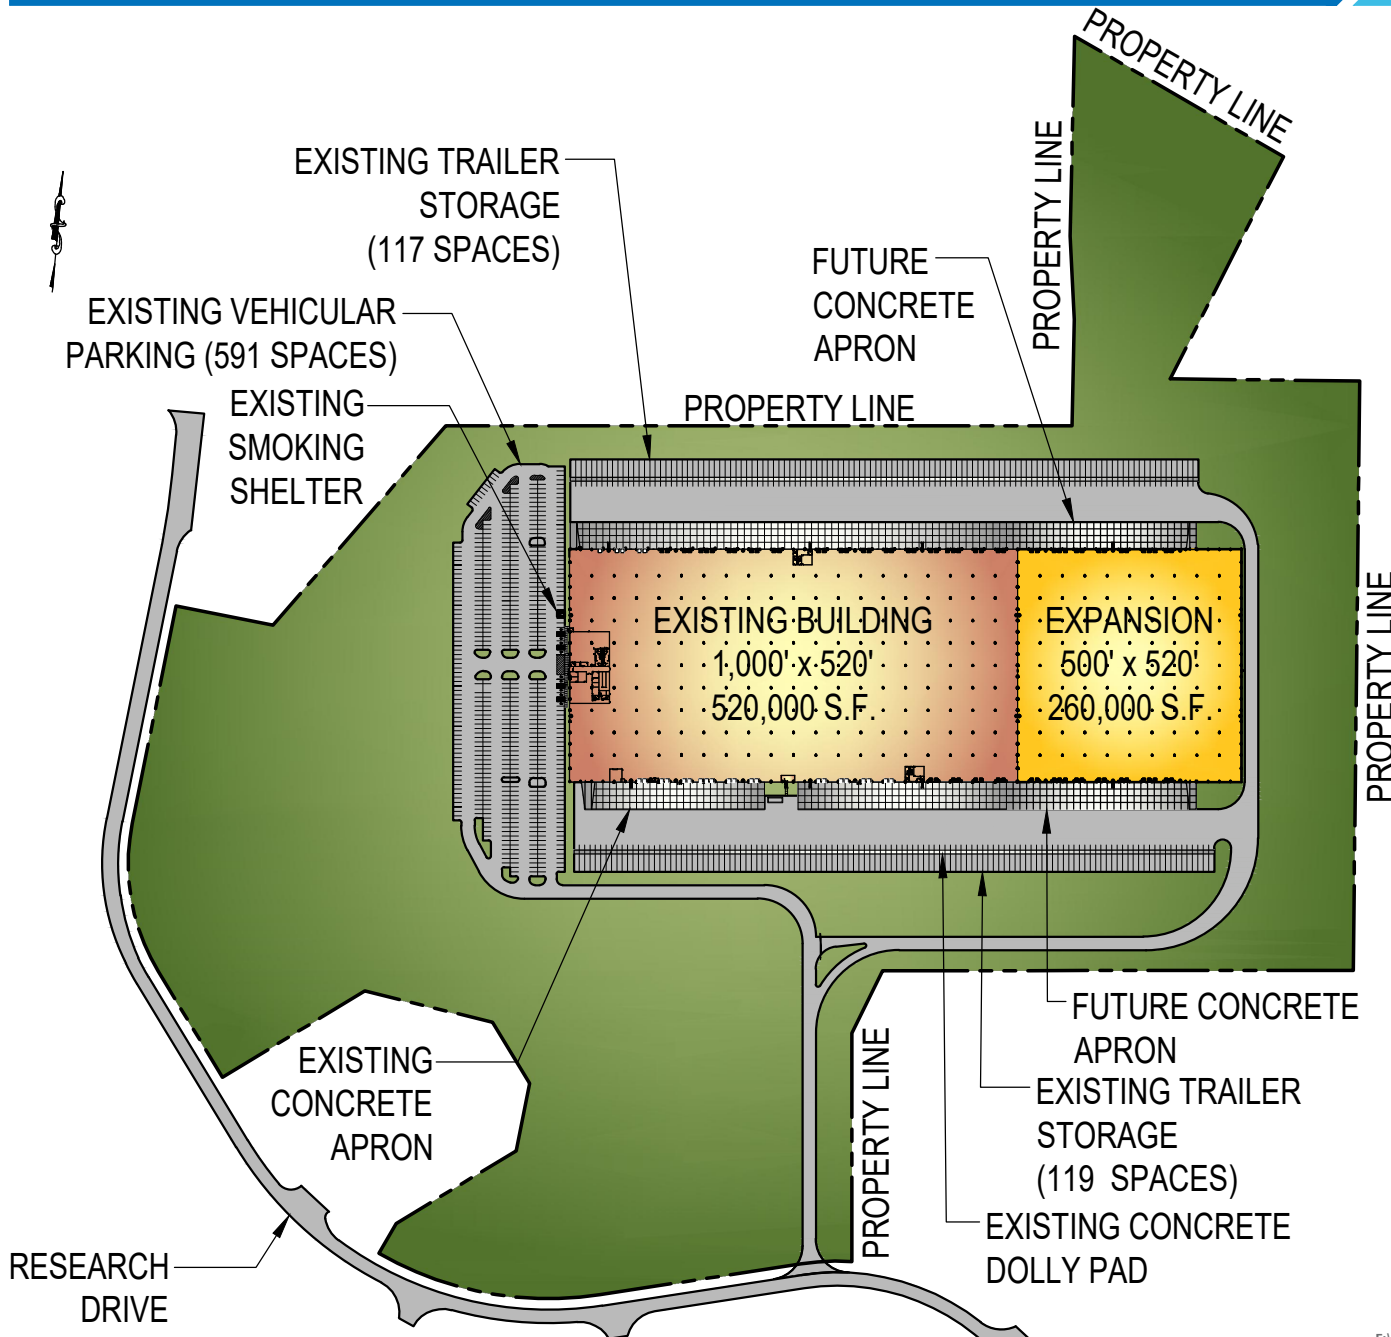 PROPERTY LINE
PROPERTY LINE
EXISTING TRAILER
STORAGE
(117 SPACES)
FUTURE
CONCRETE
APRON
EXISTING VEHICULAR
PARKING (591 SPACES)
EXISTING
SMOKING
SHELTER
PROPERTY LINE
EXISTING BUILDING
1,000' x 520'
520,000 S.F.
EXPANSION
500' x 520'
260,000 S.F.
PROPERTY LINE
FUTURE CONCRETE
APRON
EXISTING
CONCRETE
APRON
PROPERTY LINE
EXISTING TRAILER
STORAGE
(119 SPACES)
EXISTING CONCRETE
DOLLY PAD
RESEARCH
DRIVE